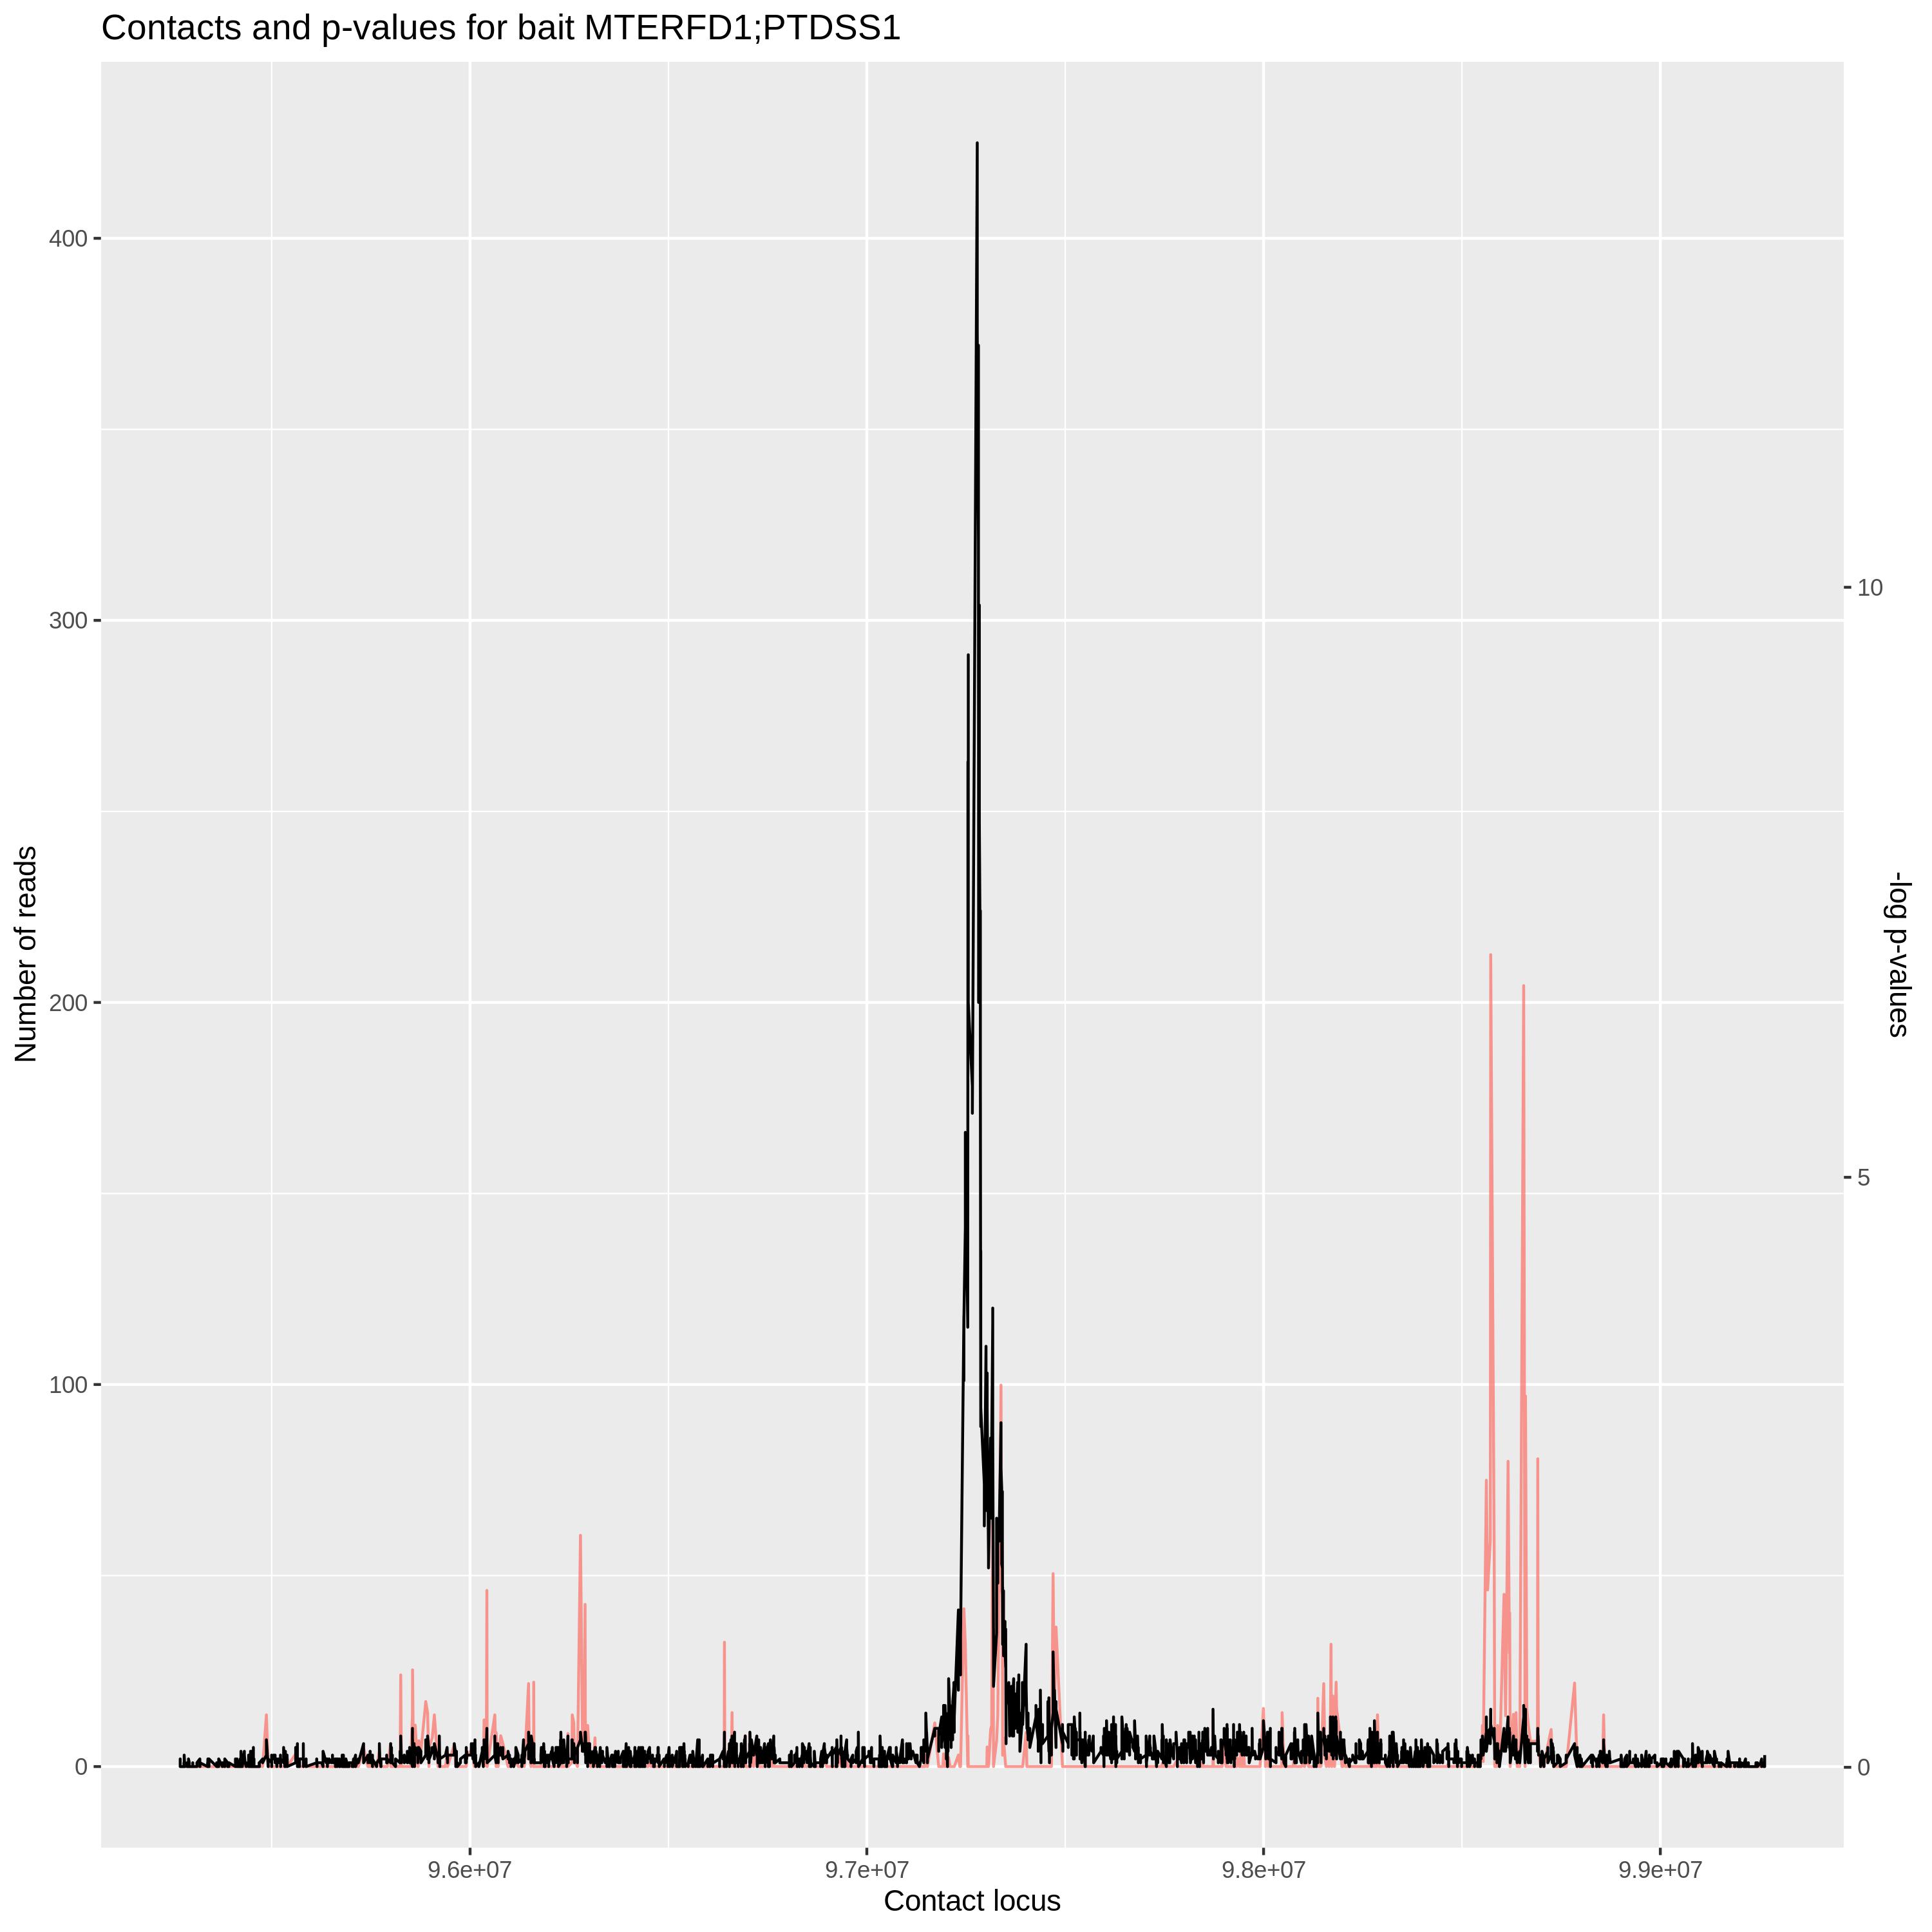 Contacts and p-values for bait MTERFD1;PTDSS1
400
300
200
100
0
Number of reads
10
5
0
-log p-values
9.6e+07
9.7e+07
9.8e+07
9.9e+07
Contact locus